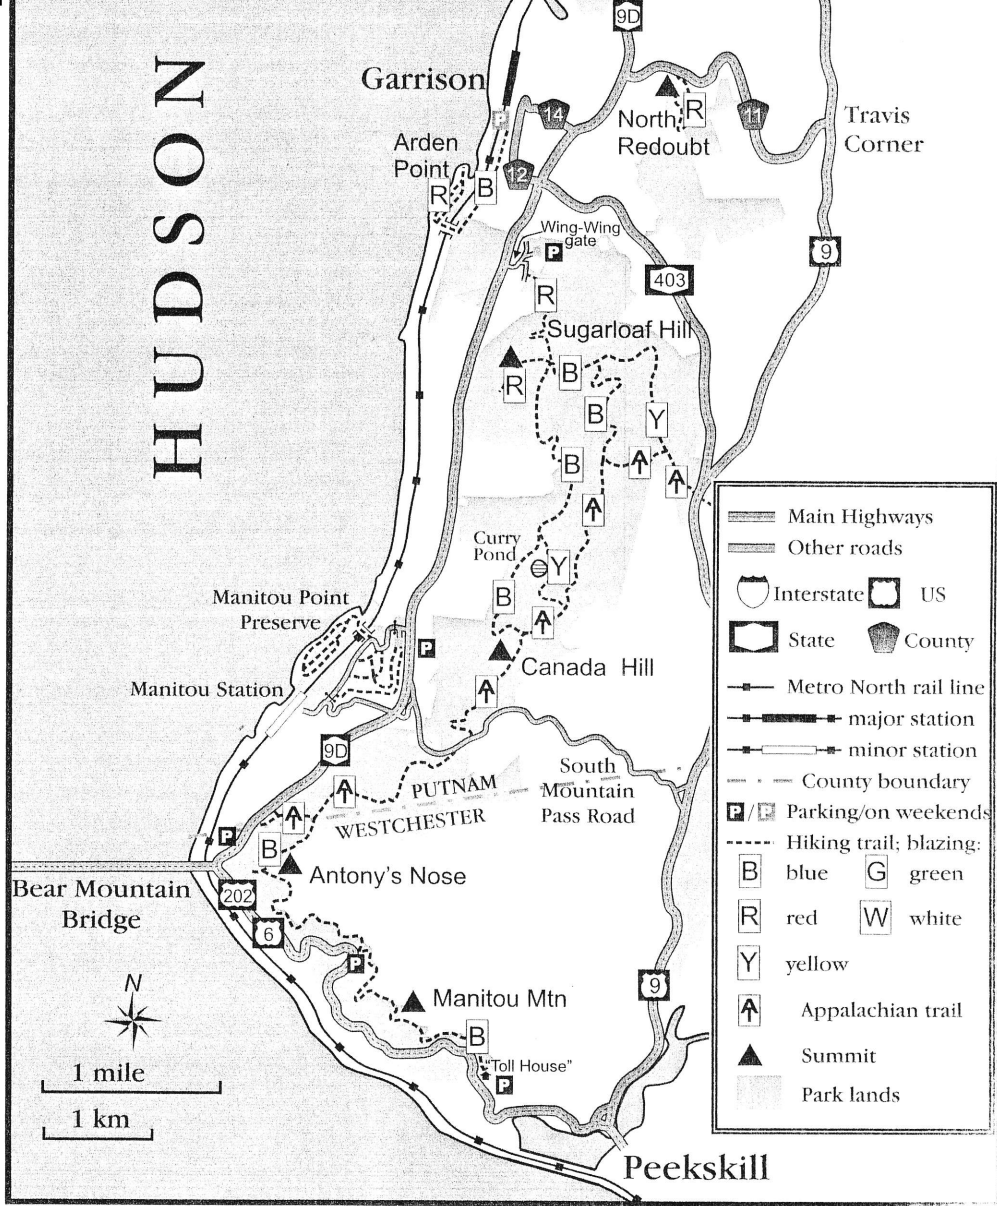 9D
Garrison
P
14
North
Redoubt
R
11
Travis
Corner
Arden
Point
R
B
12
HUDSON
Wing-Wing
gate
P
403
9
R
Sugarloaf Hill
R
B
B
Y
B
Curry
Pond
Y
B
Manitou Point
Preserve
P
Canada Hill
Manitou Station
9D
South
Mountain
Pass Road
PUTNAM
WESTCHESTER
P
B
Antony's Nose
Bear Mountain
Bridge
202
6
P
Manitou Mtn
9
B
"Toll House"
P
N
1 mile
1 km
Peekskill
Main Highways
Other roads
Interstate
US
State
County
Metro North rail line
major station
minor station
County boundary
P/P Parking/on weekends
Hiking trail; blazing:
B blue
G green
R red
W white
Y yellow
Appalachian trail
Summit
Park lands